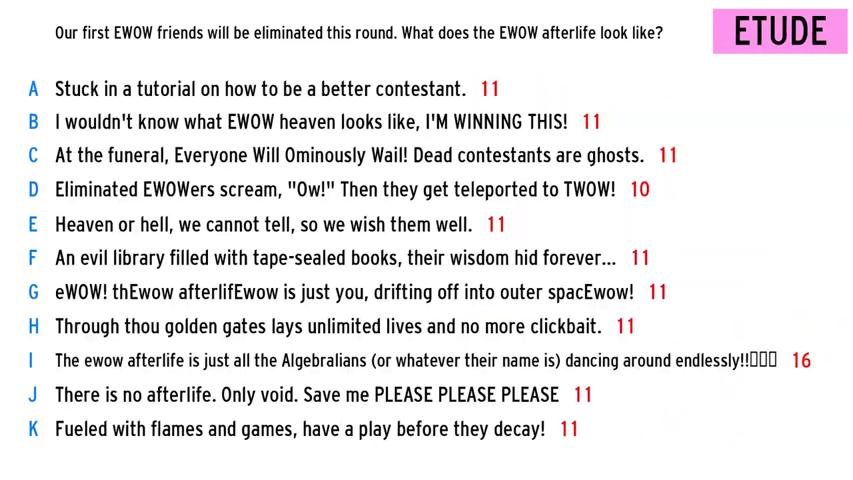 Our first EWOW friends will be eliminated this round. What does the EWOW afterlife look like?
ETUDE
A Stuck in a tutorial on how to be a better contestant. 11
B I wouldn't know what EWOW heaven looks like, I'M WINNING THIS! 11
C At the funeral, Everyone Will Ominously Wail! Dead contestants are ghosts. 11
D Eliminated EWOWers scream, "Ow!" Then they get teleported to TWOW! 10
E Heaven or hell, we cannot tell, so we wish them well. 11
F An evil library filled with tape-sealed books, their wisdom hid forever... 11
G eWOW! thEwow afterlifEwow is just you, drifting off into outer spacEwow! 11
H Through thou golden gates lays unlimited lives and no more clickbait. 11
I The ewow afterlife is just all the Algebralians (or whatever their name is) dancing around endlessly!!▯▯▯ 16
J There is no afterlife. Only void. Save me PLEASE PLEASE PLEASE 11
K Fueled with flames and games, have a play before they decay! 11